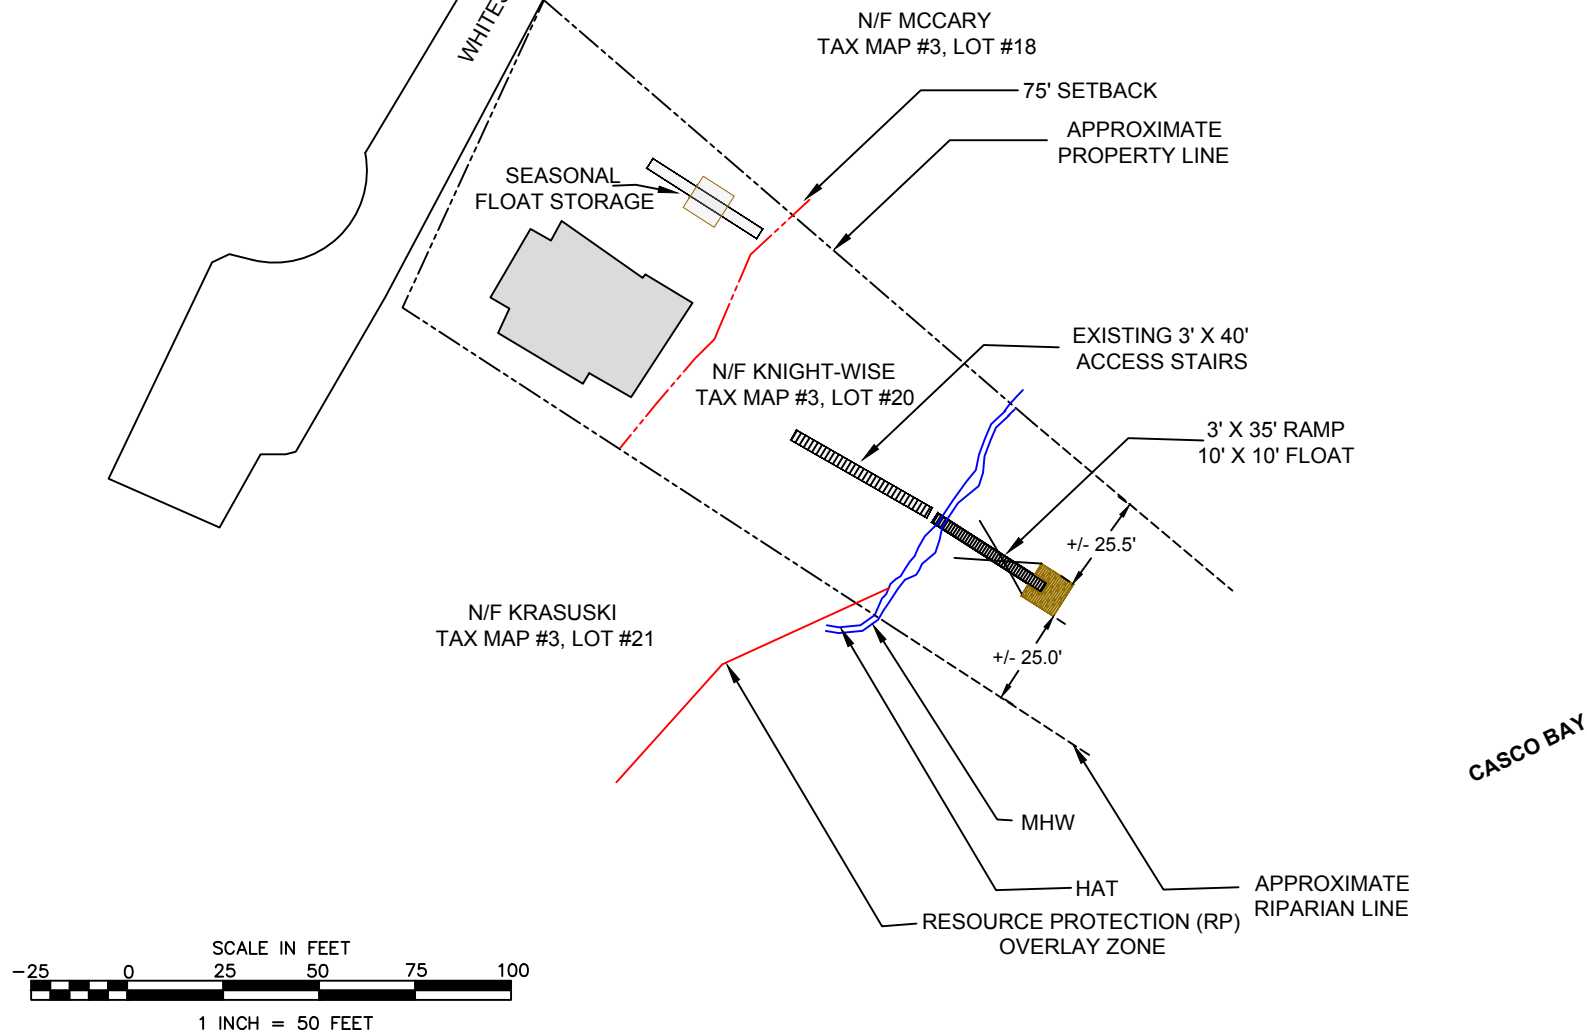 N/F MCCARY
TAX MAP #3, LOT #18
75' SETBACK
APPROXIMATE
PROPERTY LINE
SEASONAL
FLOAT STORAGE
EXISTING 3' X 40'
ACCESS STAIRS
N/F KNIGHT-WISE
TAX MAP #3, LOT #20
3' X 35' RAMP
10' X 10' FLOAT
+/- 25.5'
N/F KRASUSKI
TAX MAP #3, LOT #21
+/- 25.0'
CASCO BAY
MHW
HAT
APPROXIMATE
RIPARIAN LINE
RESOURCE PROTECTION (RP)
OVERLAY ZONE
SCALE IN FEET
-25 0 25 50 75 100
1 INCH = 50 FEET